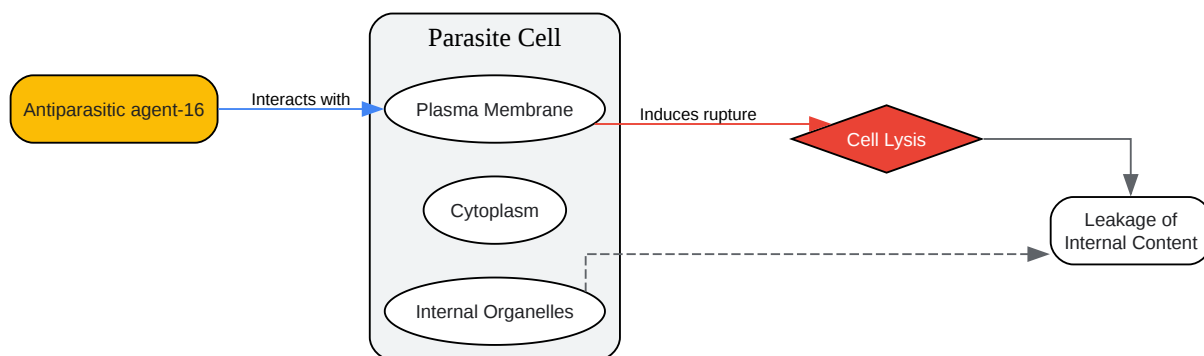 Parasite Cell
Antiparasitic agent-16
Interacts with
Plasma Membrane
Induces rupture
Cell Lysis
Cytoplasm
Leakage of
Internal Content
Internal Organelles